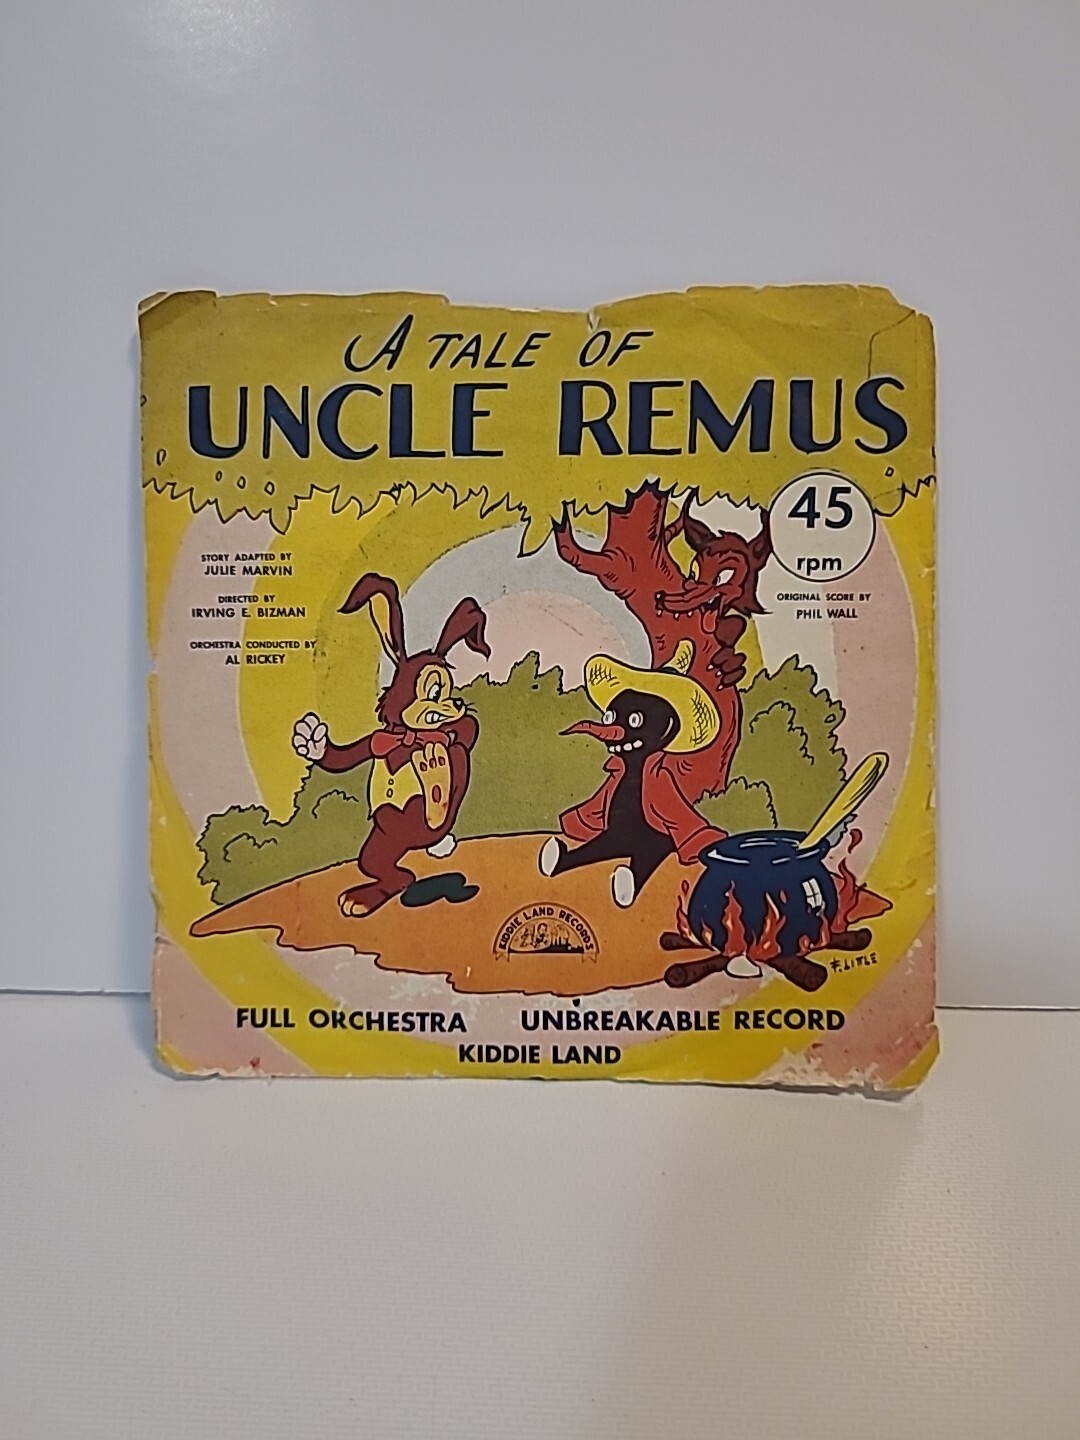 A TALE OF
UNCLE REMUS
45
rpm
STORY ADAPTED BY
JULIE MARVIN
DIRECTED BY
IRVING E. BIZMAN
ORCHESTRA CONDUCTED BY
AL RICKEY
ORIGINAL SCORE BY
PHIL WALL
KIDDIE LAND RECORDS
F. LITTLE
FULL ORCHESTRA UNBREAKABLE RECORD
KIDDIE LAND